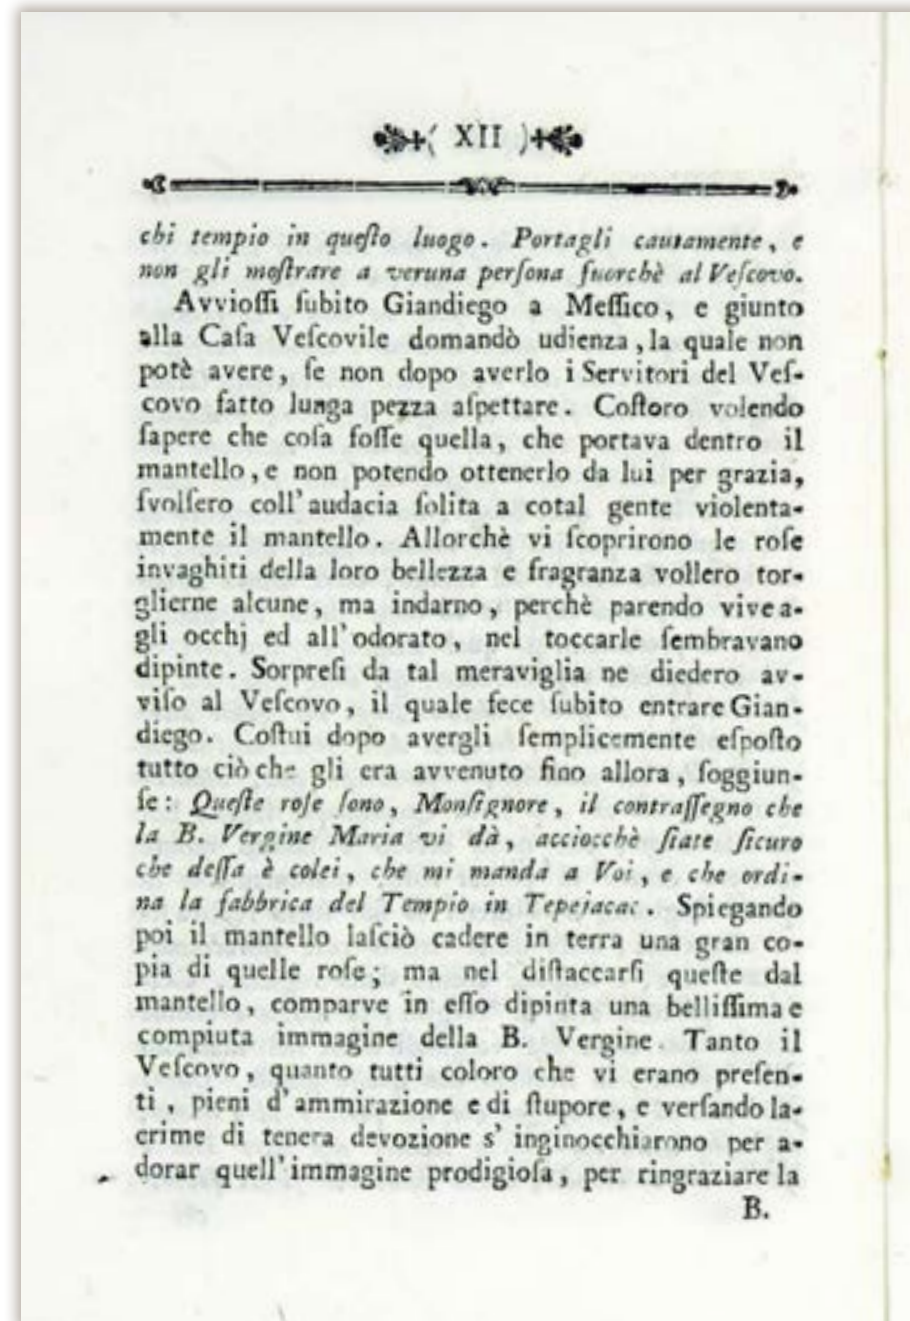 ( XII )
chi tempio in queſto luogo. Portagli cautamente, e
non gli moſtrare a veruna perſona fuorchè al Veſcovo.
Avvioſſi ſubito Giandiego a Meſſico, e giunto
alla Caſa Veſcovile domandò udienza, la quale non
potè avere, ſe non dopo averlo i Servitori del Veſ-
covo fatto lunga pezza aſpettare. Coſtoro volendo
ſapere che coſa foſſe quella, che portava dentro il
mantello, e non potendo ottenerlo da lui per grazia,
ſvolſero coll' audacia ſolita a cotal gente violenta-
mente il mantello. Allorchè vi ſcoprirono le roſe
invaghiti della loro bellezza e fragranza vollero tor-
glierne alcune, ma indarno, perchè parendo vive a-
gli occhj ed all' odorato, nel toccarle ſembravano
dipinte. Sorpreſi da tal meraviglia ne diedero av-
viſo al Veſcovo, il quale fece ſubito entrare Gian-
diego. Coſtui dopo avergli ſemplicemente eſpoſto
tutto ciò che gli era avvenuto fino allora, ſoggiun-
ſe: Queſte roſe ſono, Monſignore, il contraſſegno che
la B. Vergine Maria vi dà, acciocchè ſiate ſicuro
che deſſa è colei, che mi manda a Voi, e che ordi-
na la fabbrica del Tempio in Tepejacac. Spiegando
poi il mantello laſciò cadere in terra una gran co-
pia di quelle roſe; ma nel diſtaccarſi queſte dal
mantello, comparve in eſſo dipinta una belliſſima e
compiuta immagine della B. Vergine. Tanto il
Veſcovo, quanto tutti coloro che vi erano preſen-
ti, pieni d' ammirazione e di ſtupore, e verſando la-
crime di tenera devozione s' inginocchiarono per a-
dorar quell' immagine prodigioſa, per ringraziare la
B.